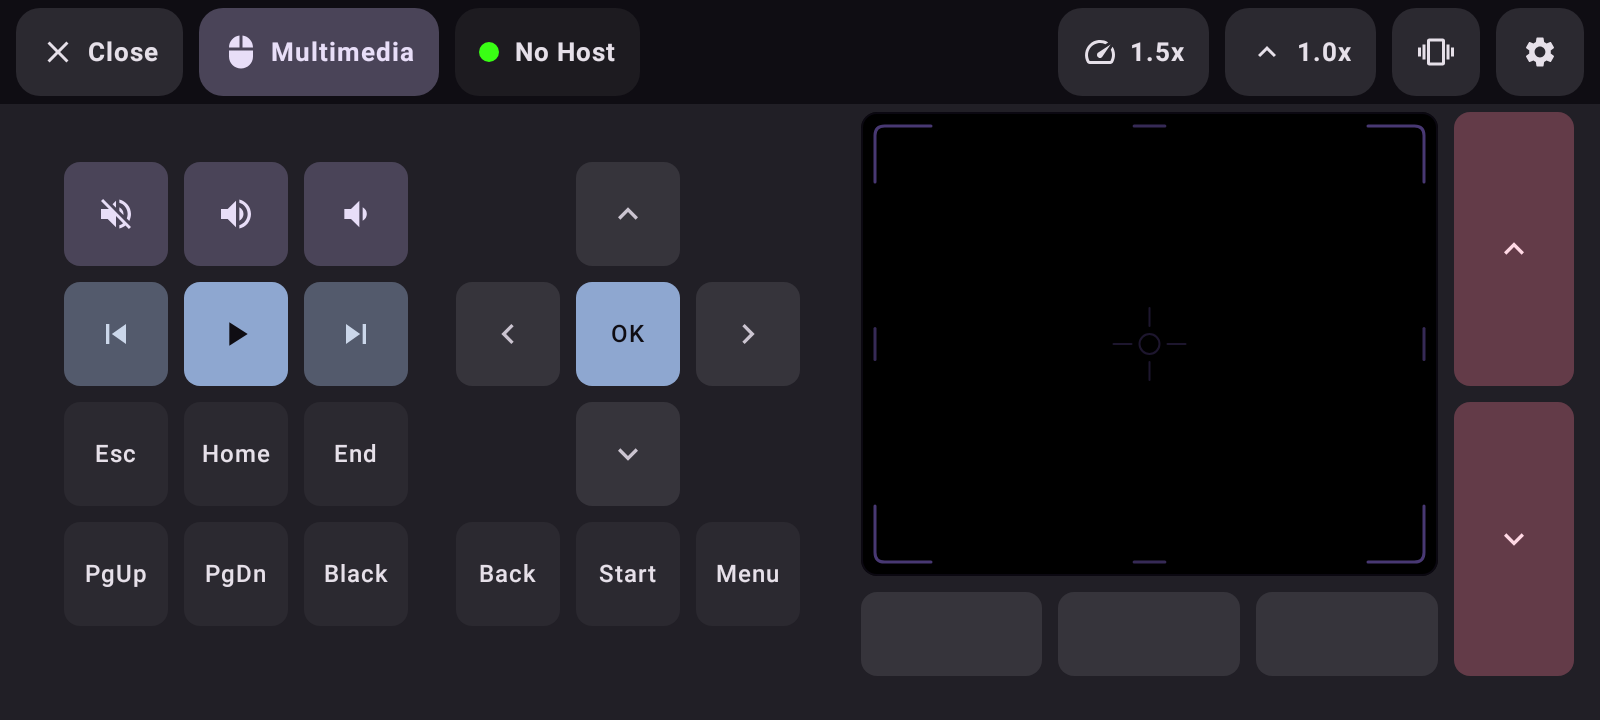 Close
Multimedia
No Host
1.5x
1.0x
OK
Esc
Home
End
PgUp
PgDn
Black
Back
Start
Menu